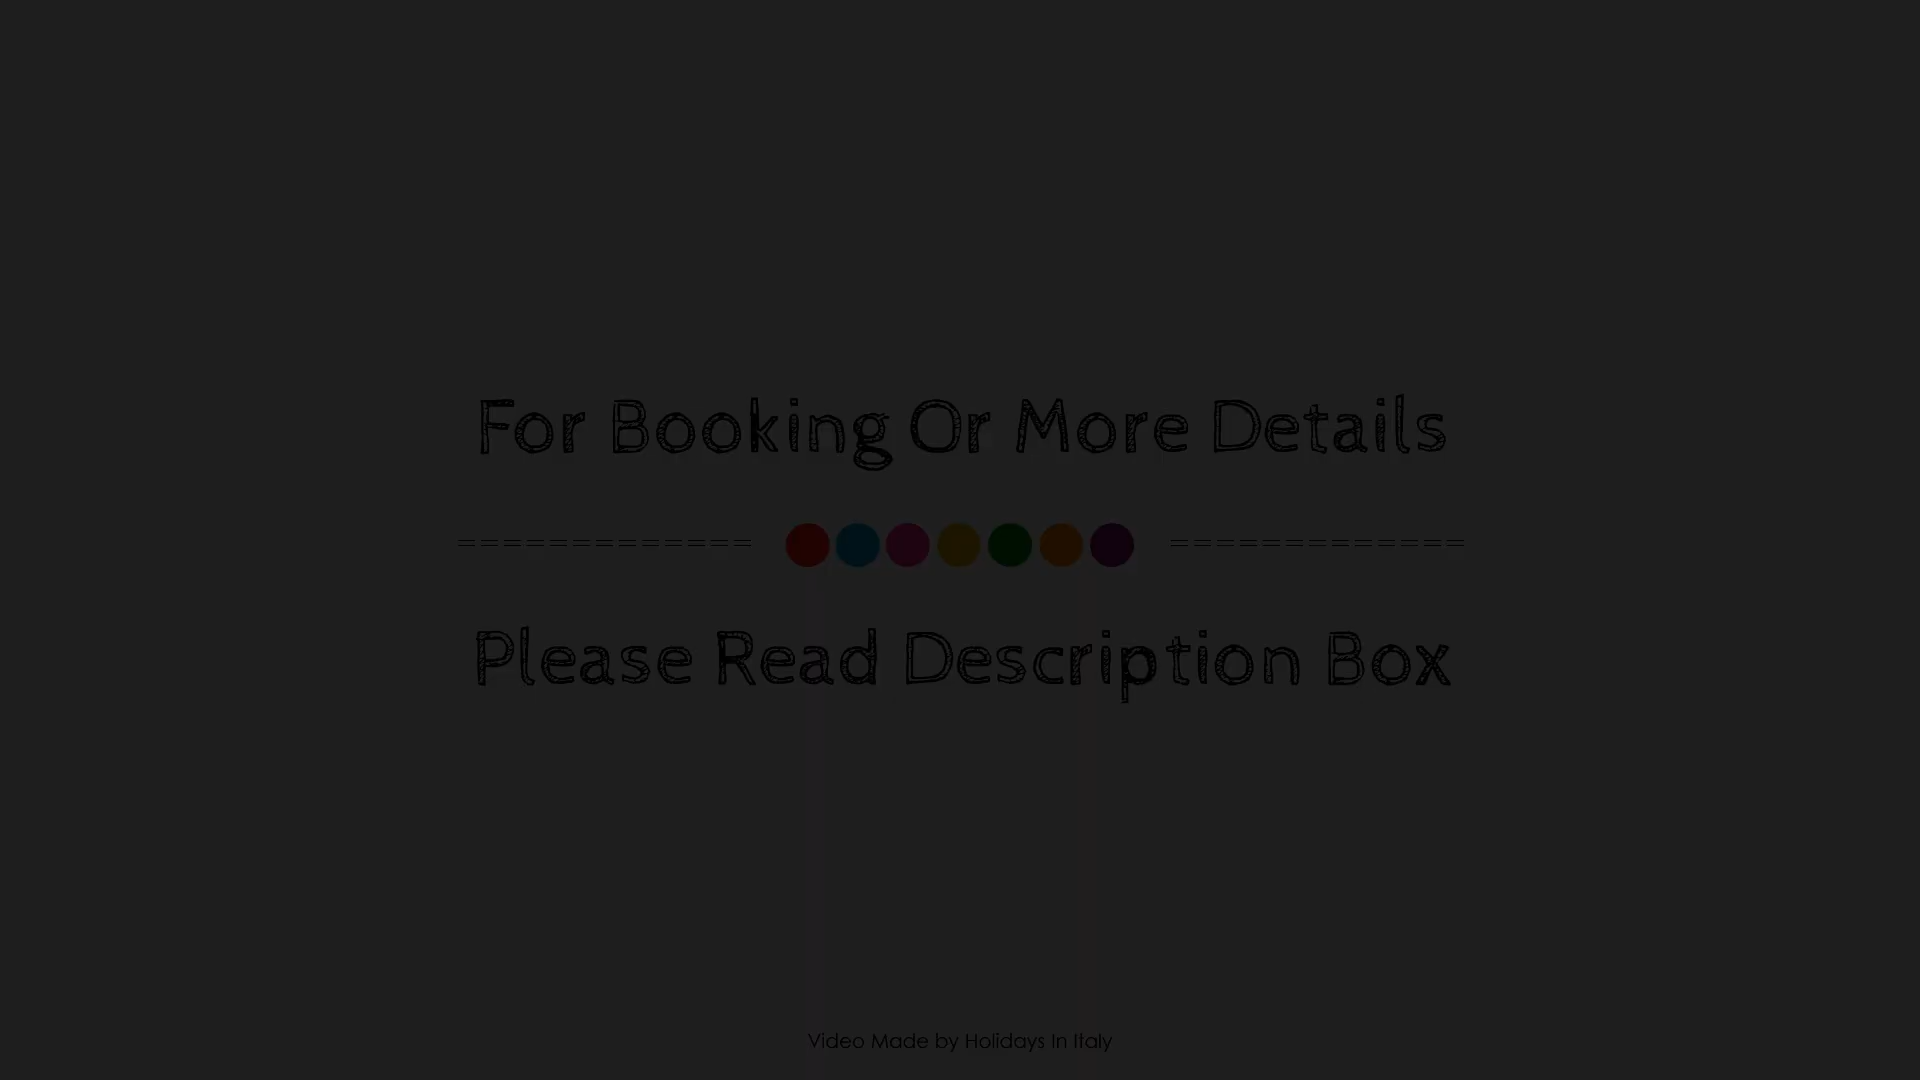 For Booking Or More Details
============= =============
Please Read Description Box
Video Made by Holidays In Italy